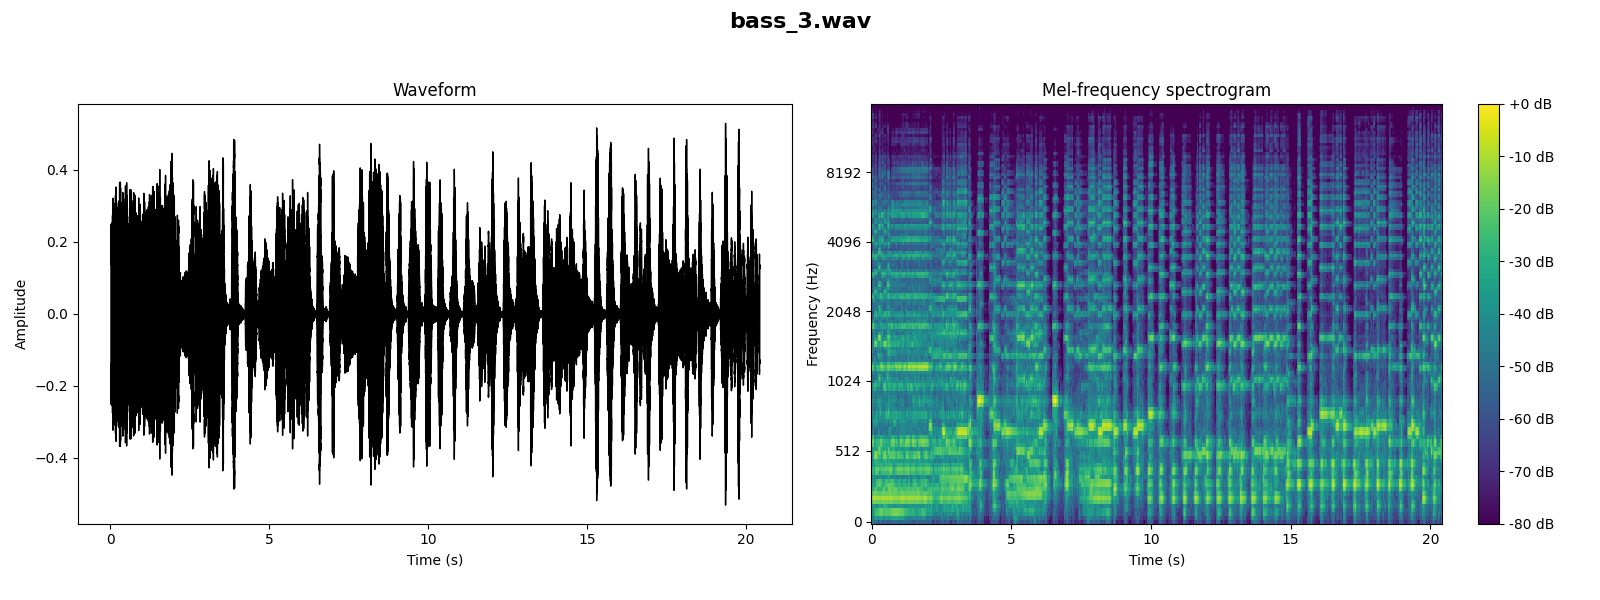 bass_3.wav
Waveform
Mel-frequency spectrogram
Amplitude
0.4
0.2
0.0
−0.2
−0.4
0 5 10 15 20
Time (s)
Frequency (Hz)
8192
4096
2048
1024
512
0
0 5 10 15 20
Time (s)
+0 dB
-10 dB
-20 dB
-30 dB
-40 dB
-50 dB
-60 dB
-70 dB
-80 dB